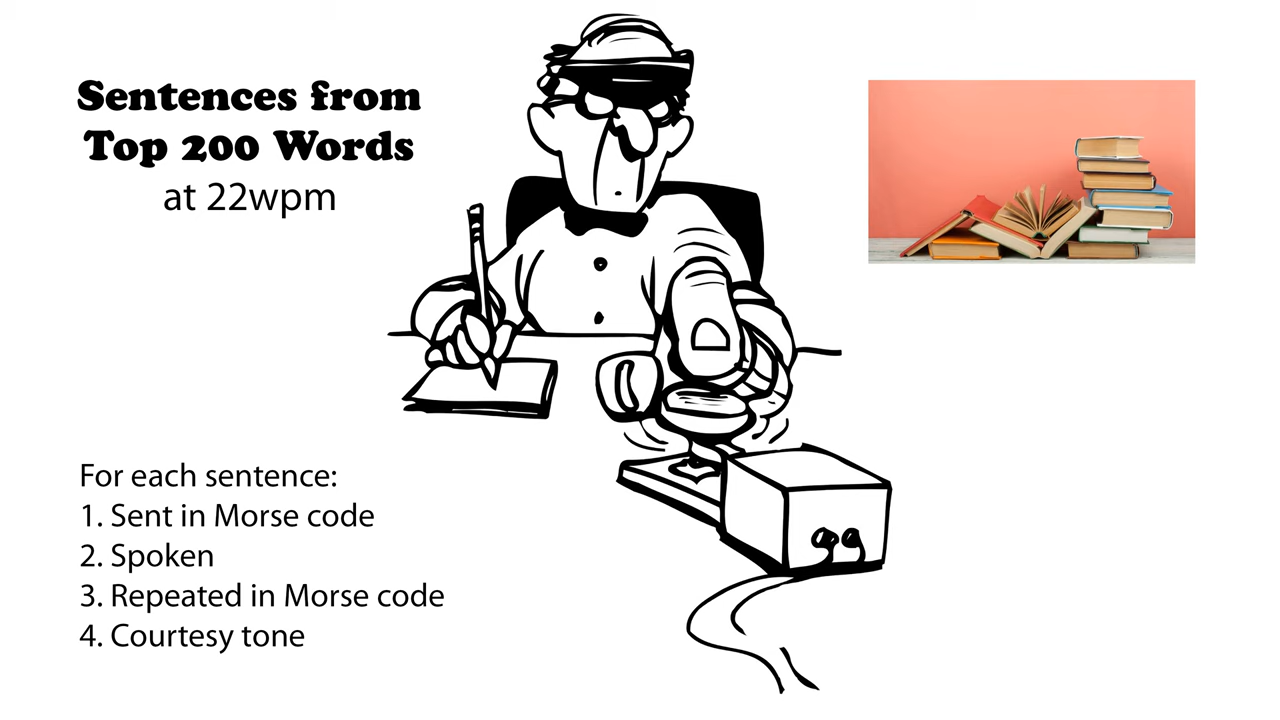 Sentences from
Top 200 Words
at 22wpm
For each sentence:
1. Sent in Morse code
2. Spoken
3. Repeated in Morse code
4. Courtesy tone